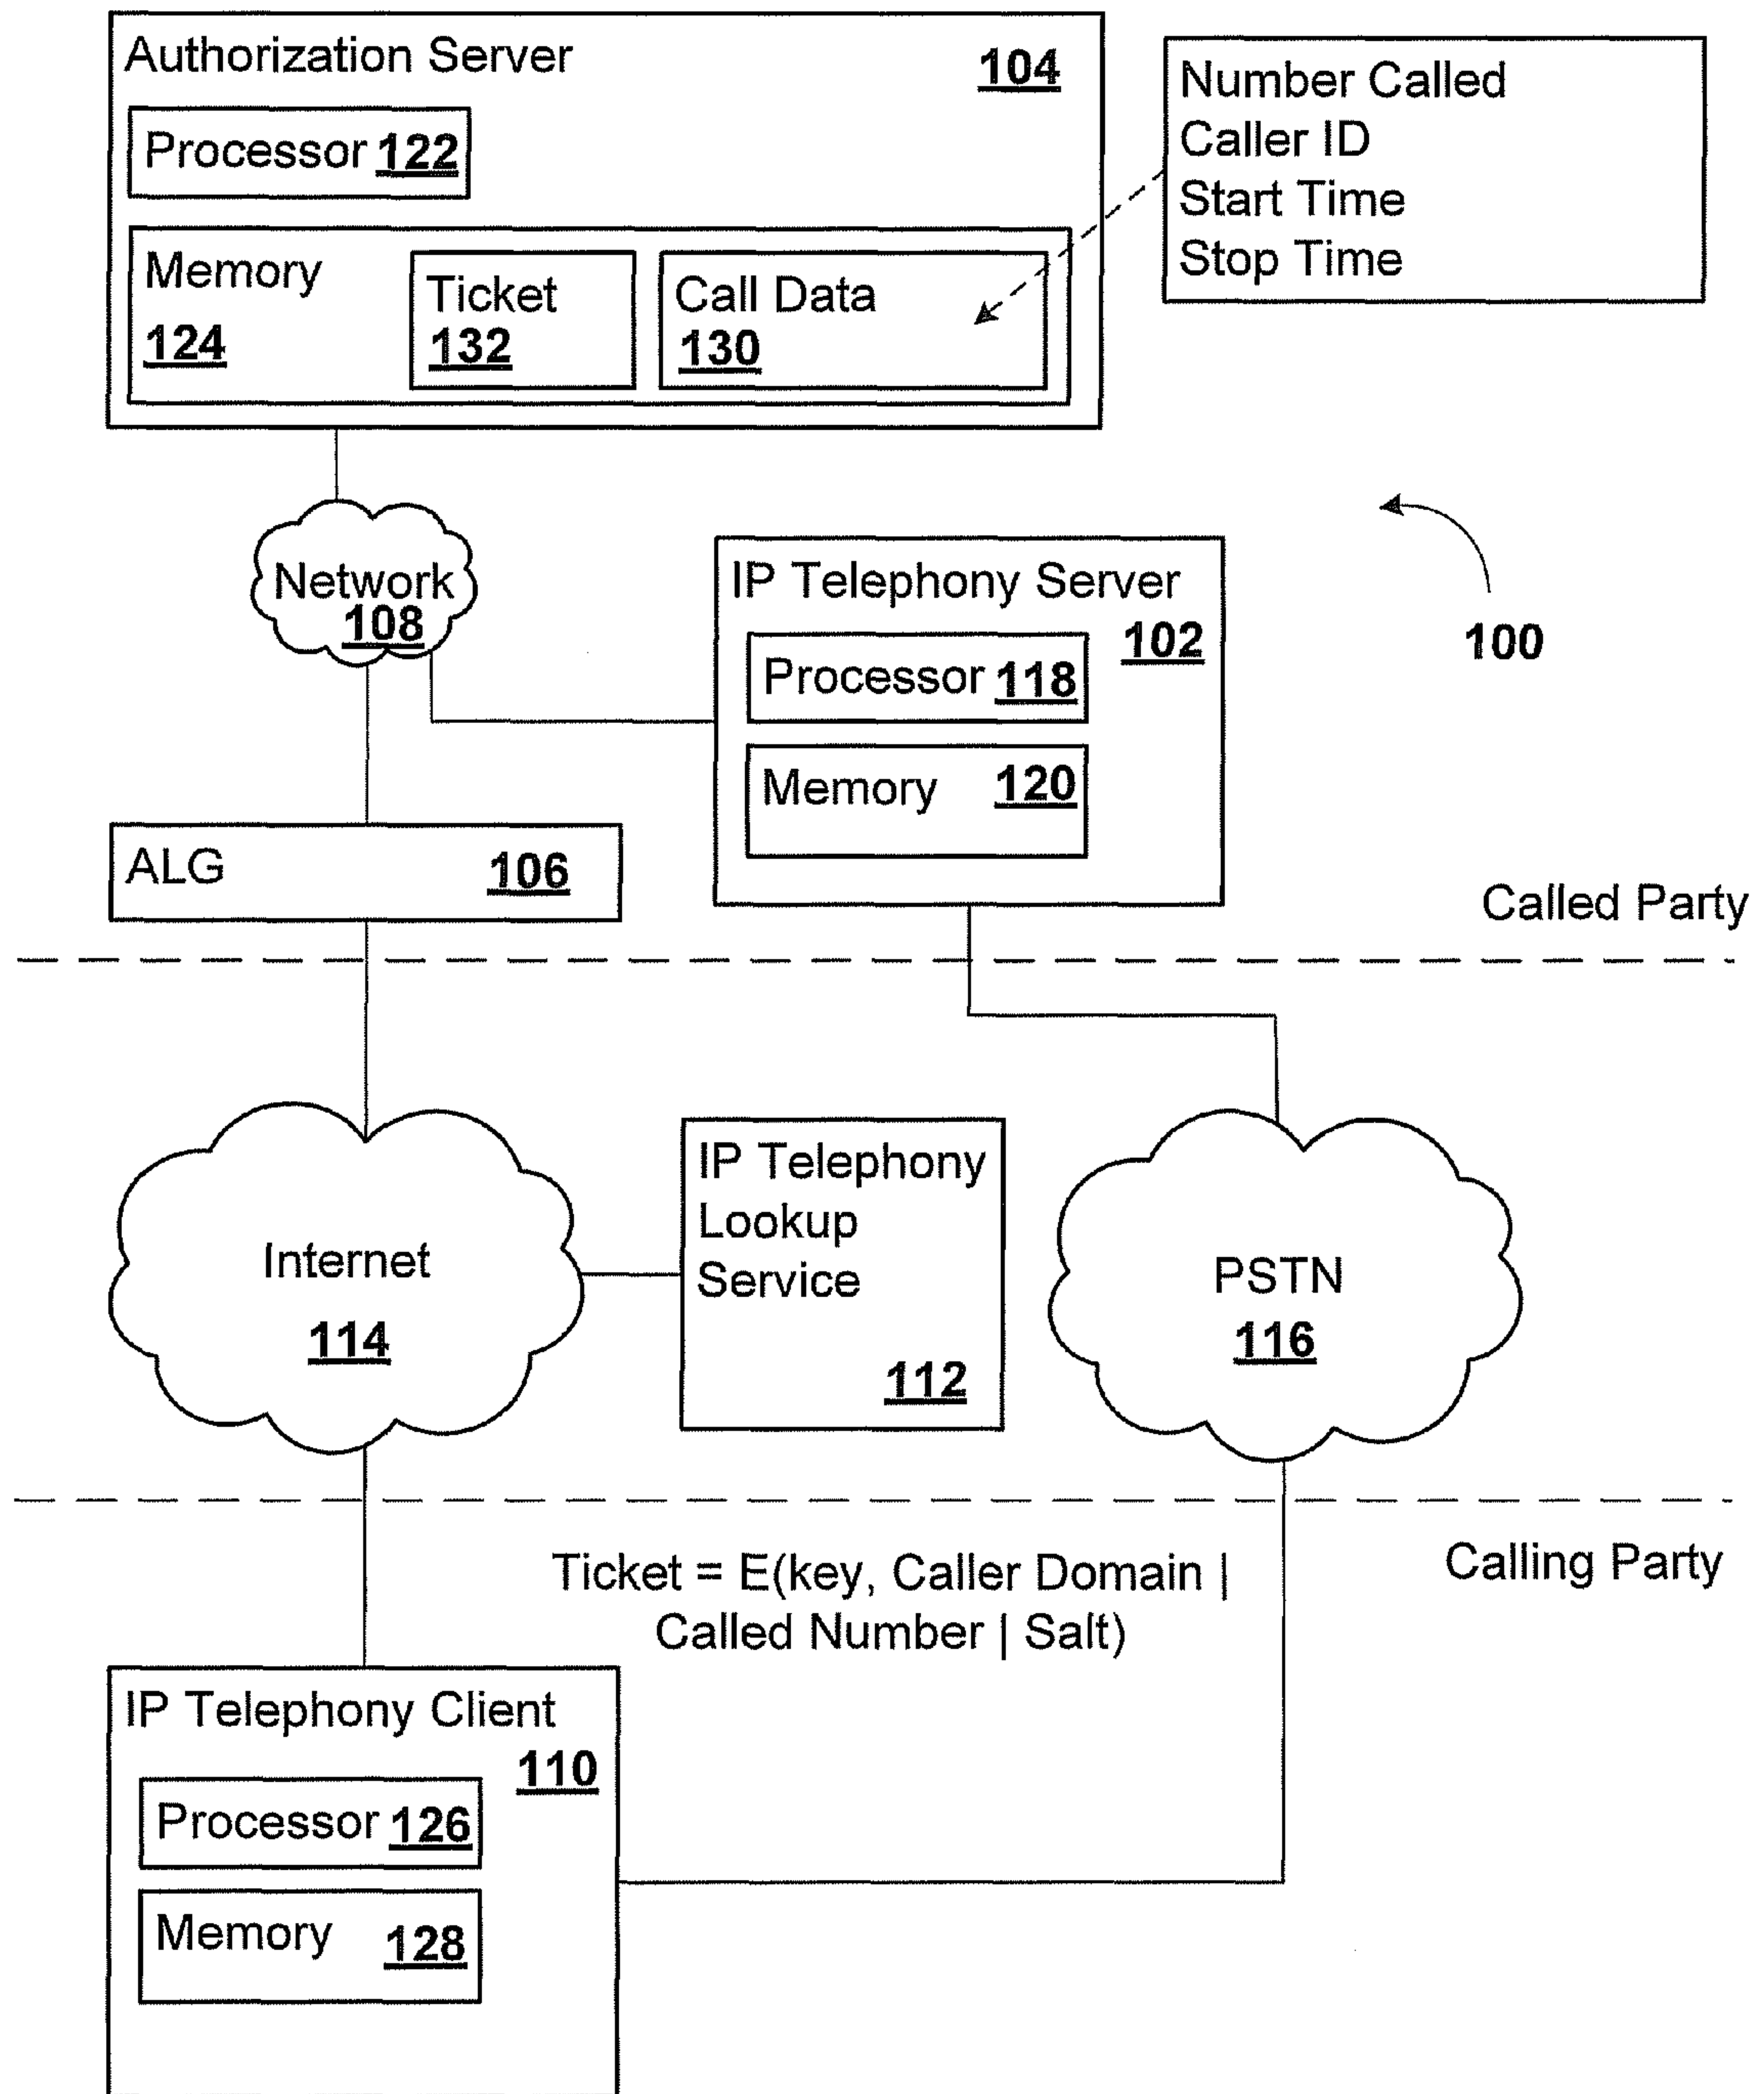 Authorization Server
104
Processor 122
Memory
124
Ticket
132
Call Data
130
Number Called
Caller ID
Start Time
Stop Time
Network
108
IP Telephony Server
102
Processor 118
Memory 120
100
ALG 106
Called Party
Internet
114
IP Telephony
Lookup
Service
112
PSTN
116
Ticket = E(key, Caller Domain |
Called Number | Salt)
Calling Party
IP Telephony Client
110
Processor 126
Memory 128